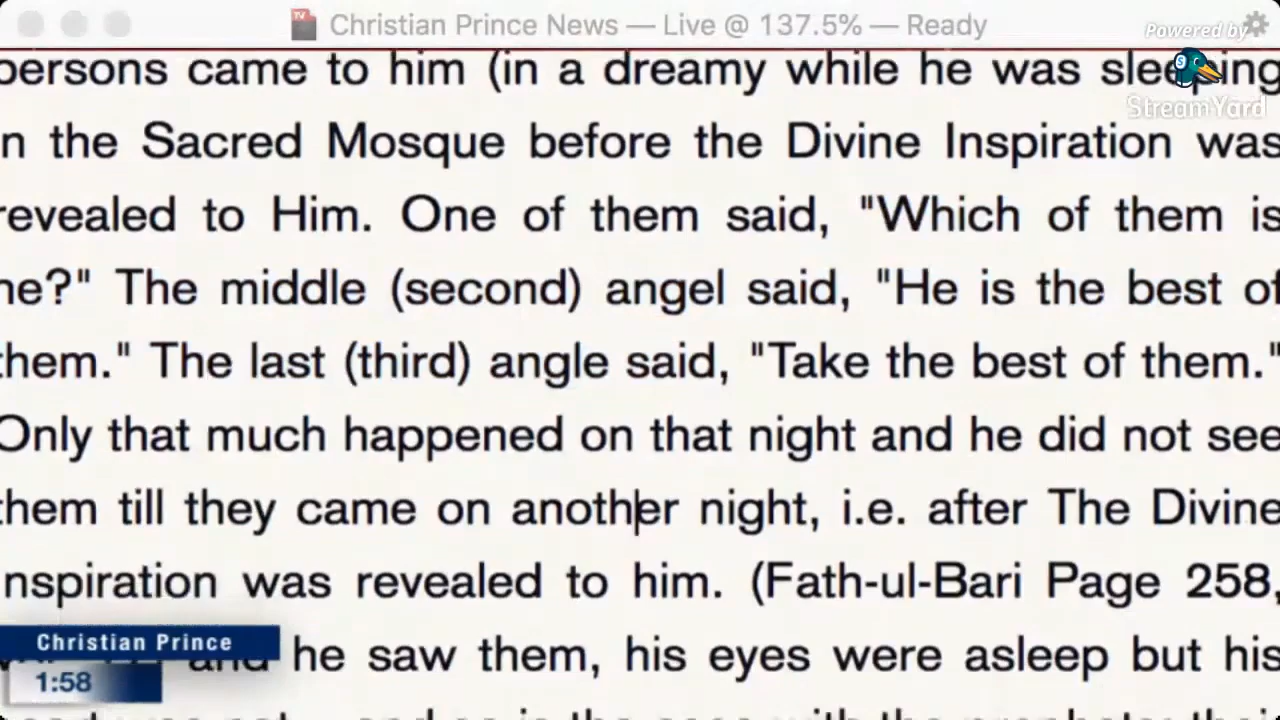 Christian Prince News — Live @ 137.5% — Ready
Powered by
StreamYard
persons came to him (in a dreamy while he was sleeping
in the Sacred Mosque before the Divine Inspiration was
revealed to Him. One of them said, "Which of them is
he?" The middle (second) angel said, "He is the best of
them." The last (third) angle said, "Take the best of them."
Only that much happened on that night and he did not see
them till they came on another night, i.e. after The Divine
Inspiration was revealed to him. (Fath-ul-Bari Page 258,
and he saw them, his eyes were asleep but his
Christian Prince
1:58